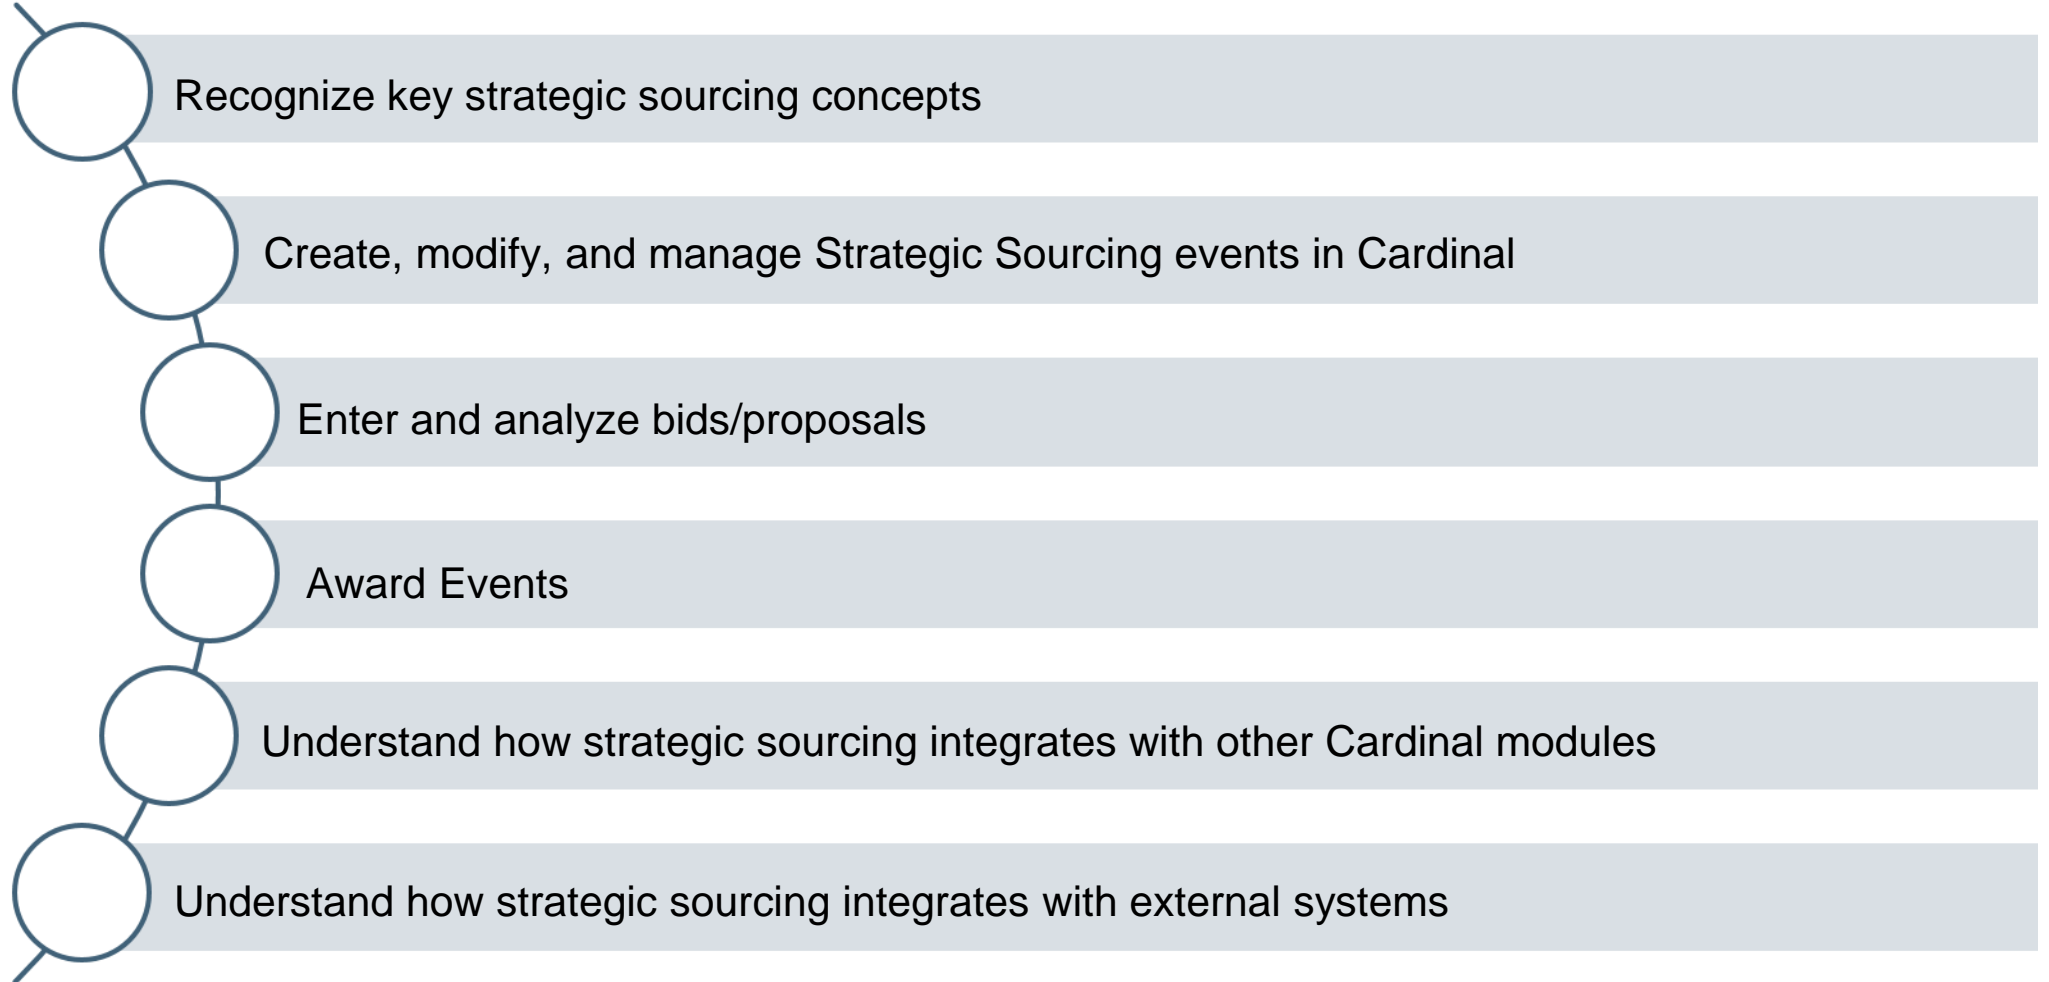 Recognize key strategic sourcing concepts
Create, modify, and manage Strategic Sourcing events in Cardinal
Enter and analyze bids/proposals
Award Events
Understand how strategic sourcing integrates with other Cardinal modules
Understand how strategic sourcing integrates with external systems